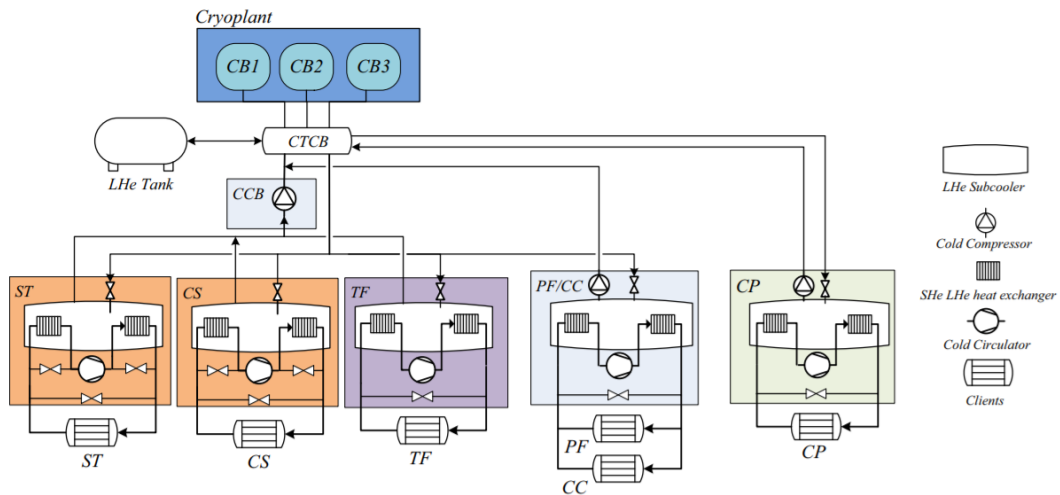 Cryoplant
CB1
CB2
CB3
CTCB
LHe Tank
CCB
LHe Subcooler
Cold Compressor
SHe LHe heat exchanger
Cold Circulator
Clients
ST
CS
TF
PF/CC
CP
ST
CS
TF
PF
CC
CP